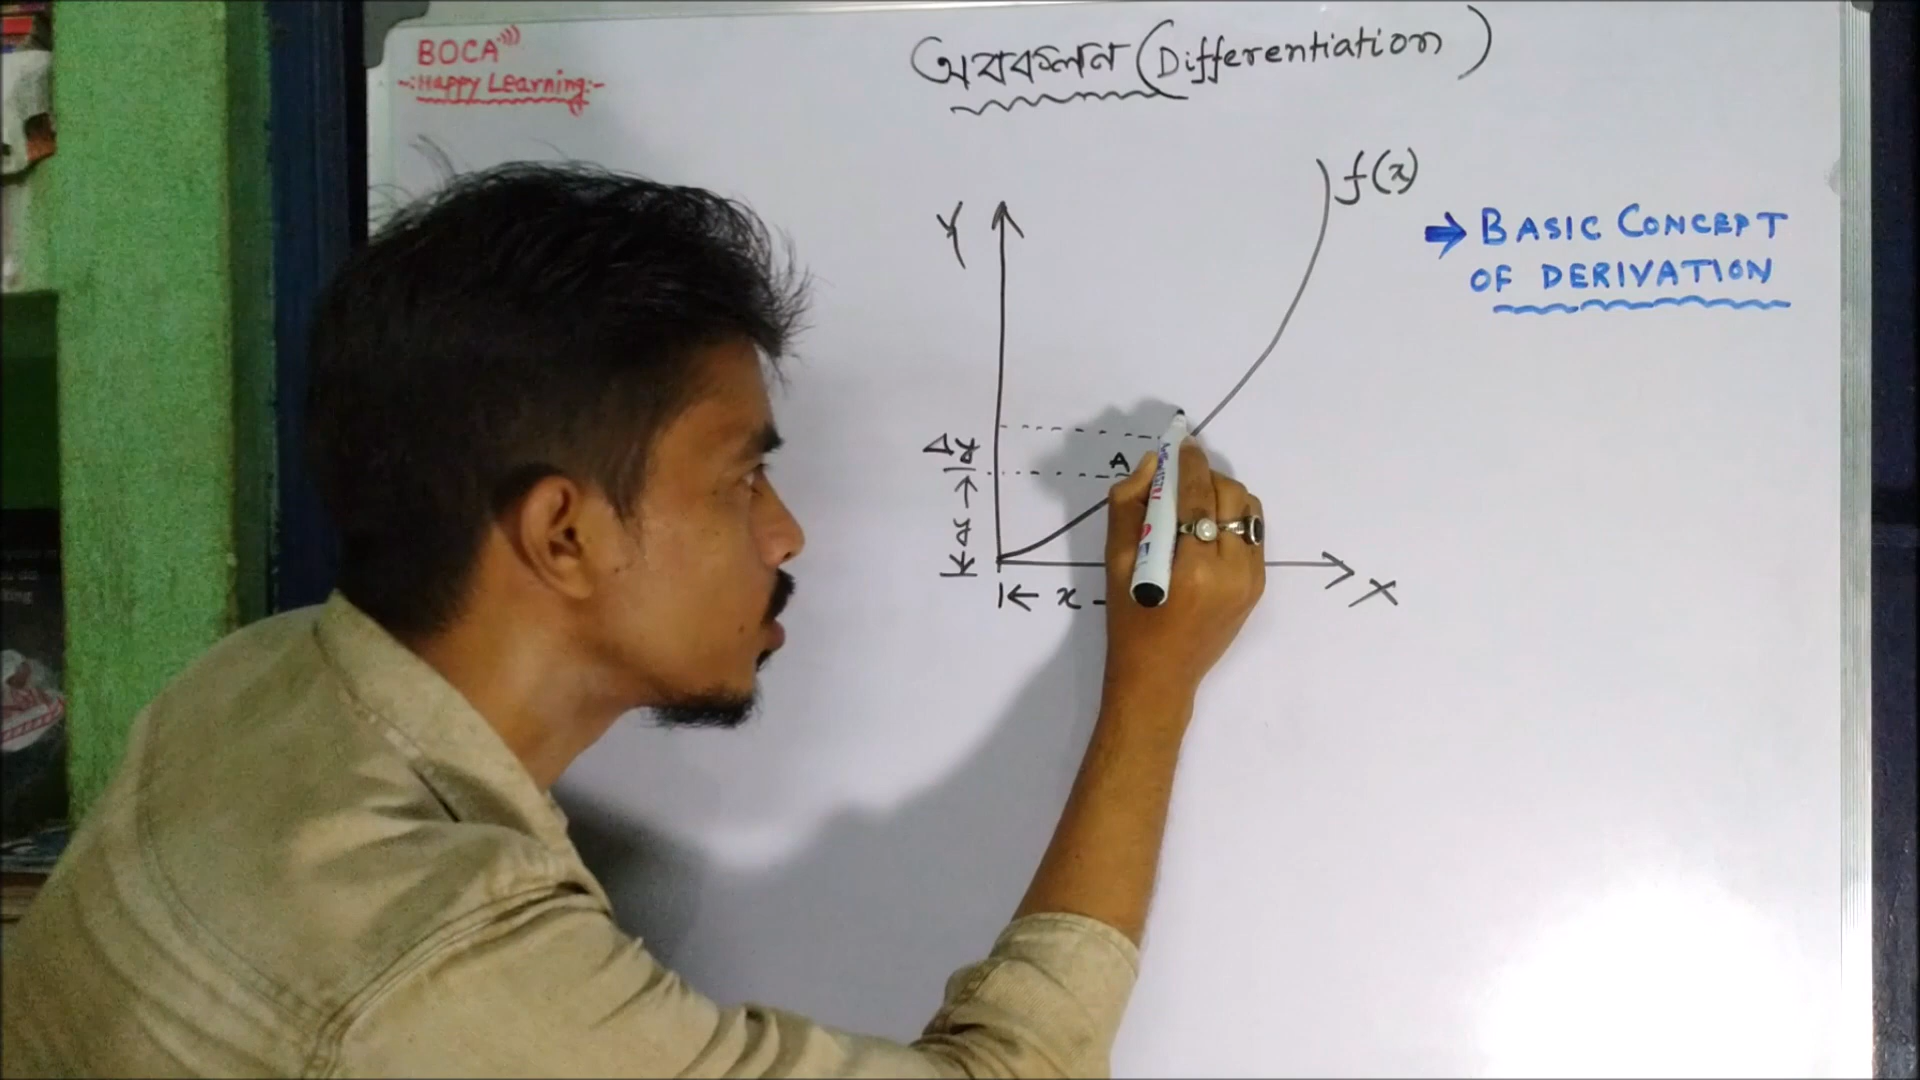 BOCA
-:Happy Learning:-
অবকলন (Differentiation)
f(x)
→ BASIC CONCEPT
OF DERIVATION
Y
Δy
A
y
x
X